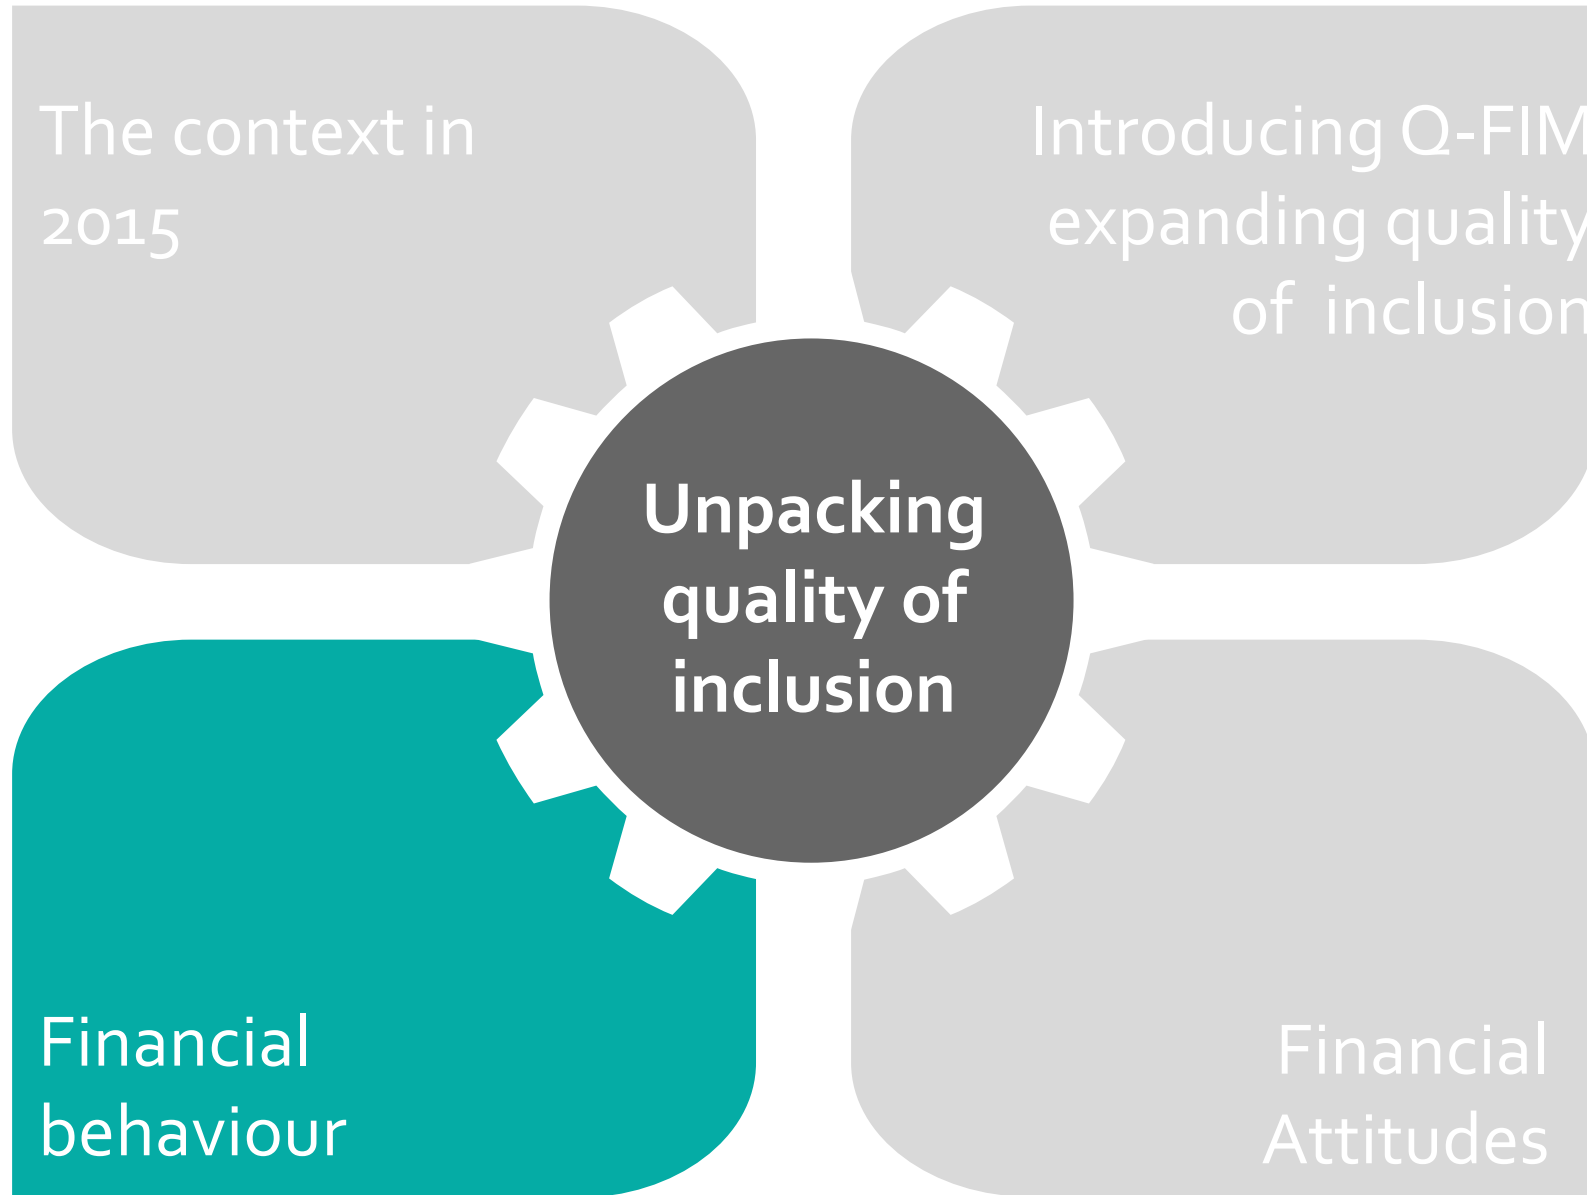 The context in
2015
Introducing Q-FIM
expanding quality
of inclusion
Unpacking
quality of
inclusion
Financial
behaviour
Financial
Attitudes